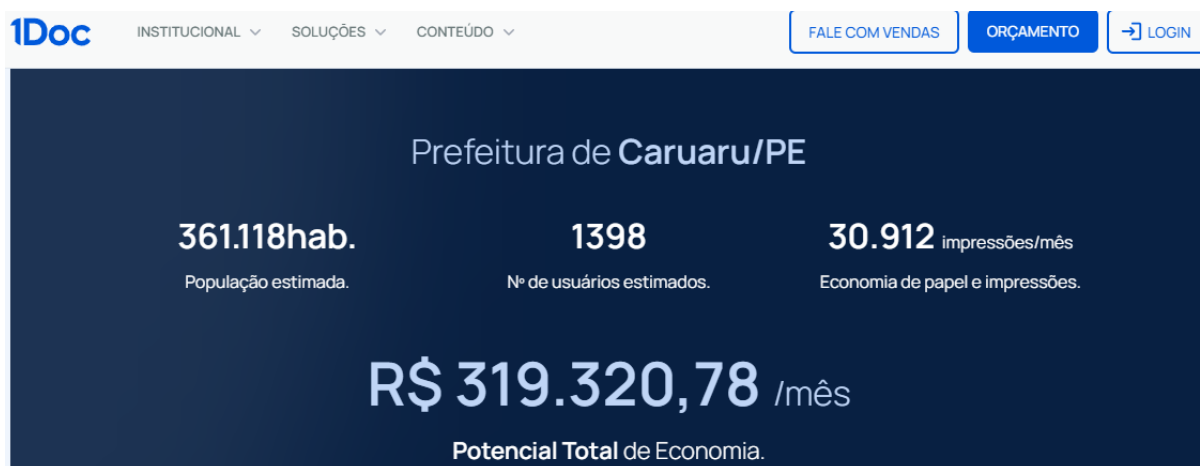 1Doc INSTITUCIONAL SOLUÇÕES CONTEÚDO FALE COM VENDAS ORÇAMENTO LOGIN
Prefeitura de Caruaru/PE
361.118hab. 1398 30.912 impressões/mês
População estimada. Nº de usuários estimados. Economia de papel e impressões.
R$ 319.320,78 /mês
Potencial Total de Economia.